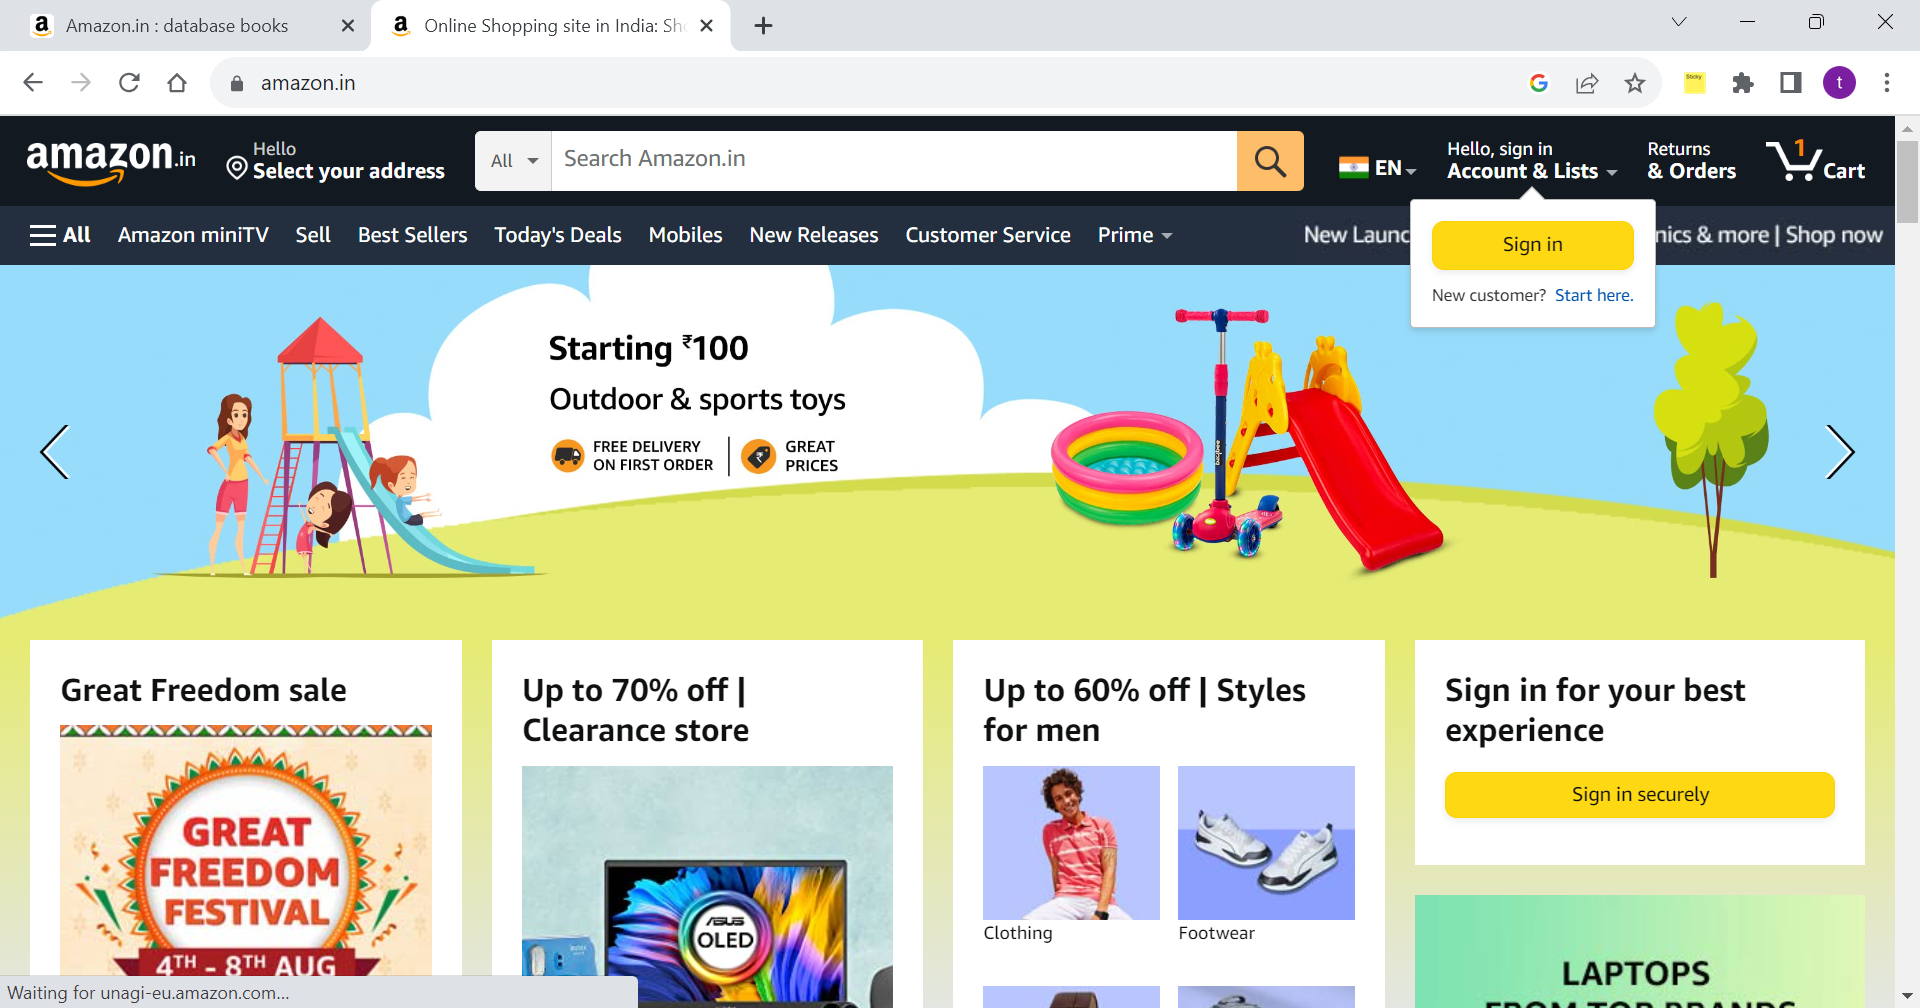 Amazon.in : database books
Online Shopping site in India: Sh
amazon.in
Sticky
t
amazon.in
Hello
Select your address
All
Search Amazon.in
EN
Hello, sign in
Account & Lists
Returns
& Orders
1
Cart
All
Amazon miniTV
Sell
Best Sellers
Today's Deals
Mobiles
New Releases
Customer Service
Prime
New Launc
nics & more | Shop now
Sign in
New customer? Start here.
Starting ₹100
Outdoor & sports toys
FREE DELIVERY
ON FIRST ORDER
GREAT
PRICES
Great Freedom sale
GREAT
FREEDOM
FESTIVAL
4TH - 8TH AUG
Up to 70% off |
Clearance store
ASUS
OLED
Up to 60% off | Styles
for men
Clothing
Footwear
Sign in for your best
experience
Sign in securely
LAPTOPS
FROM TOP BRANDS
Waiting for unagi-eu.amazon.com...